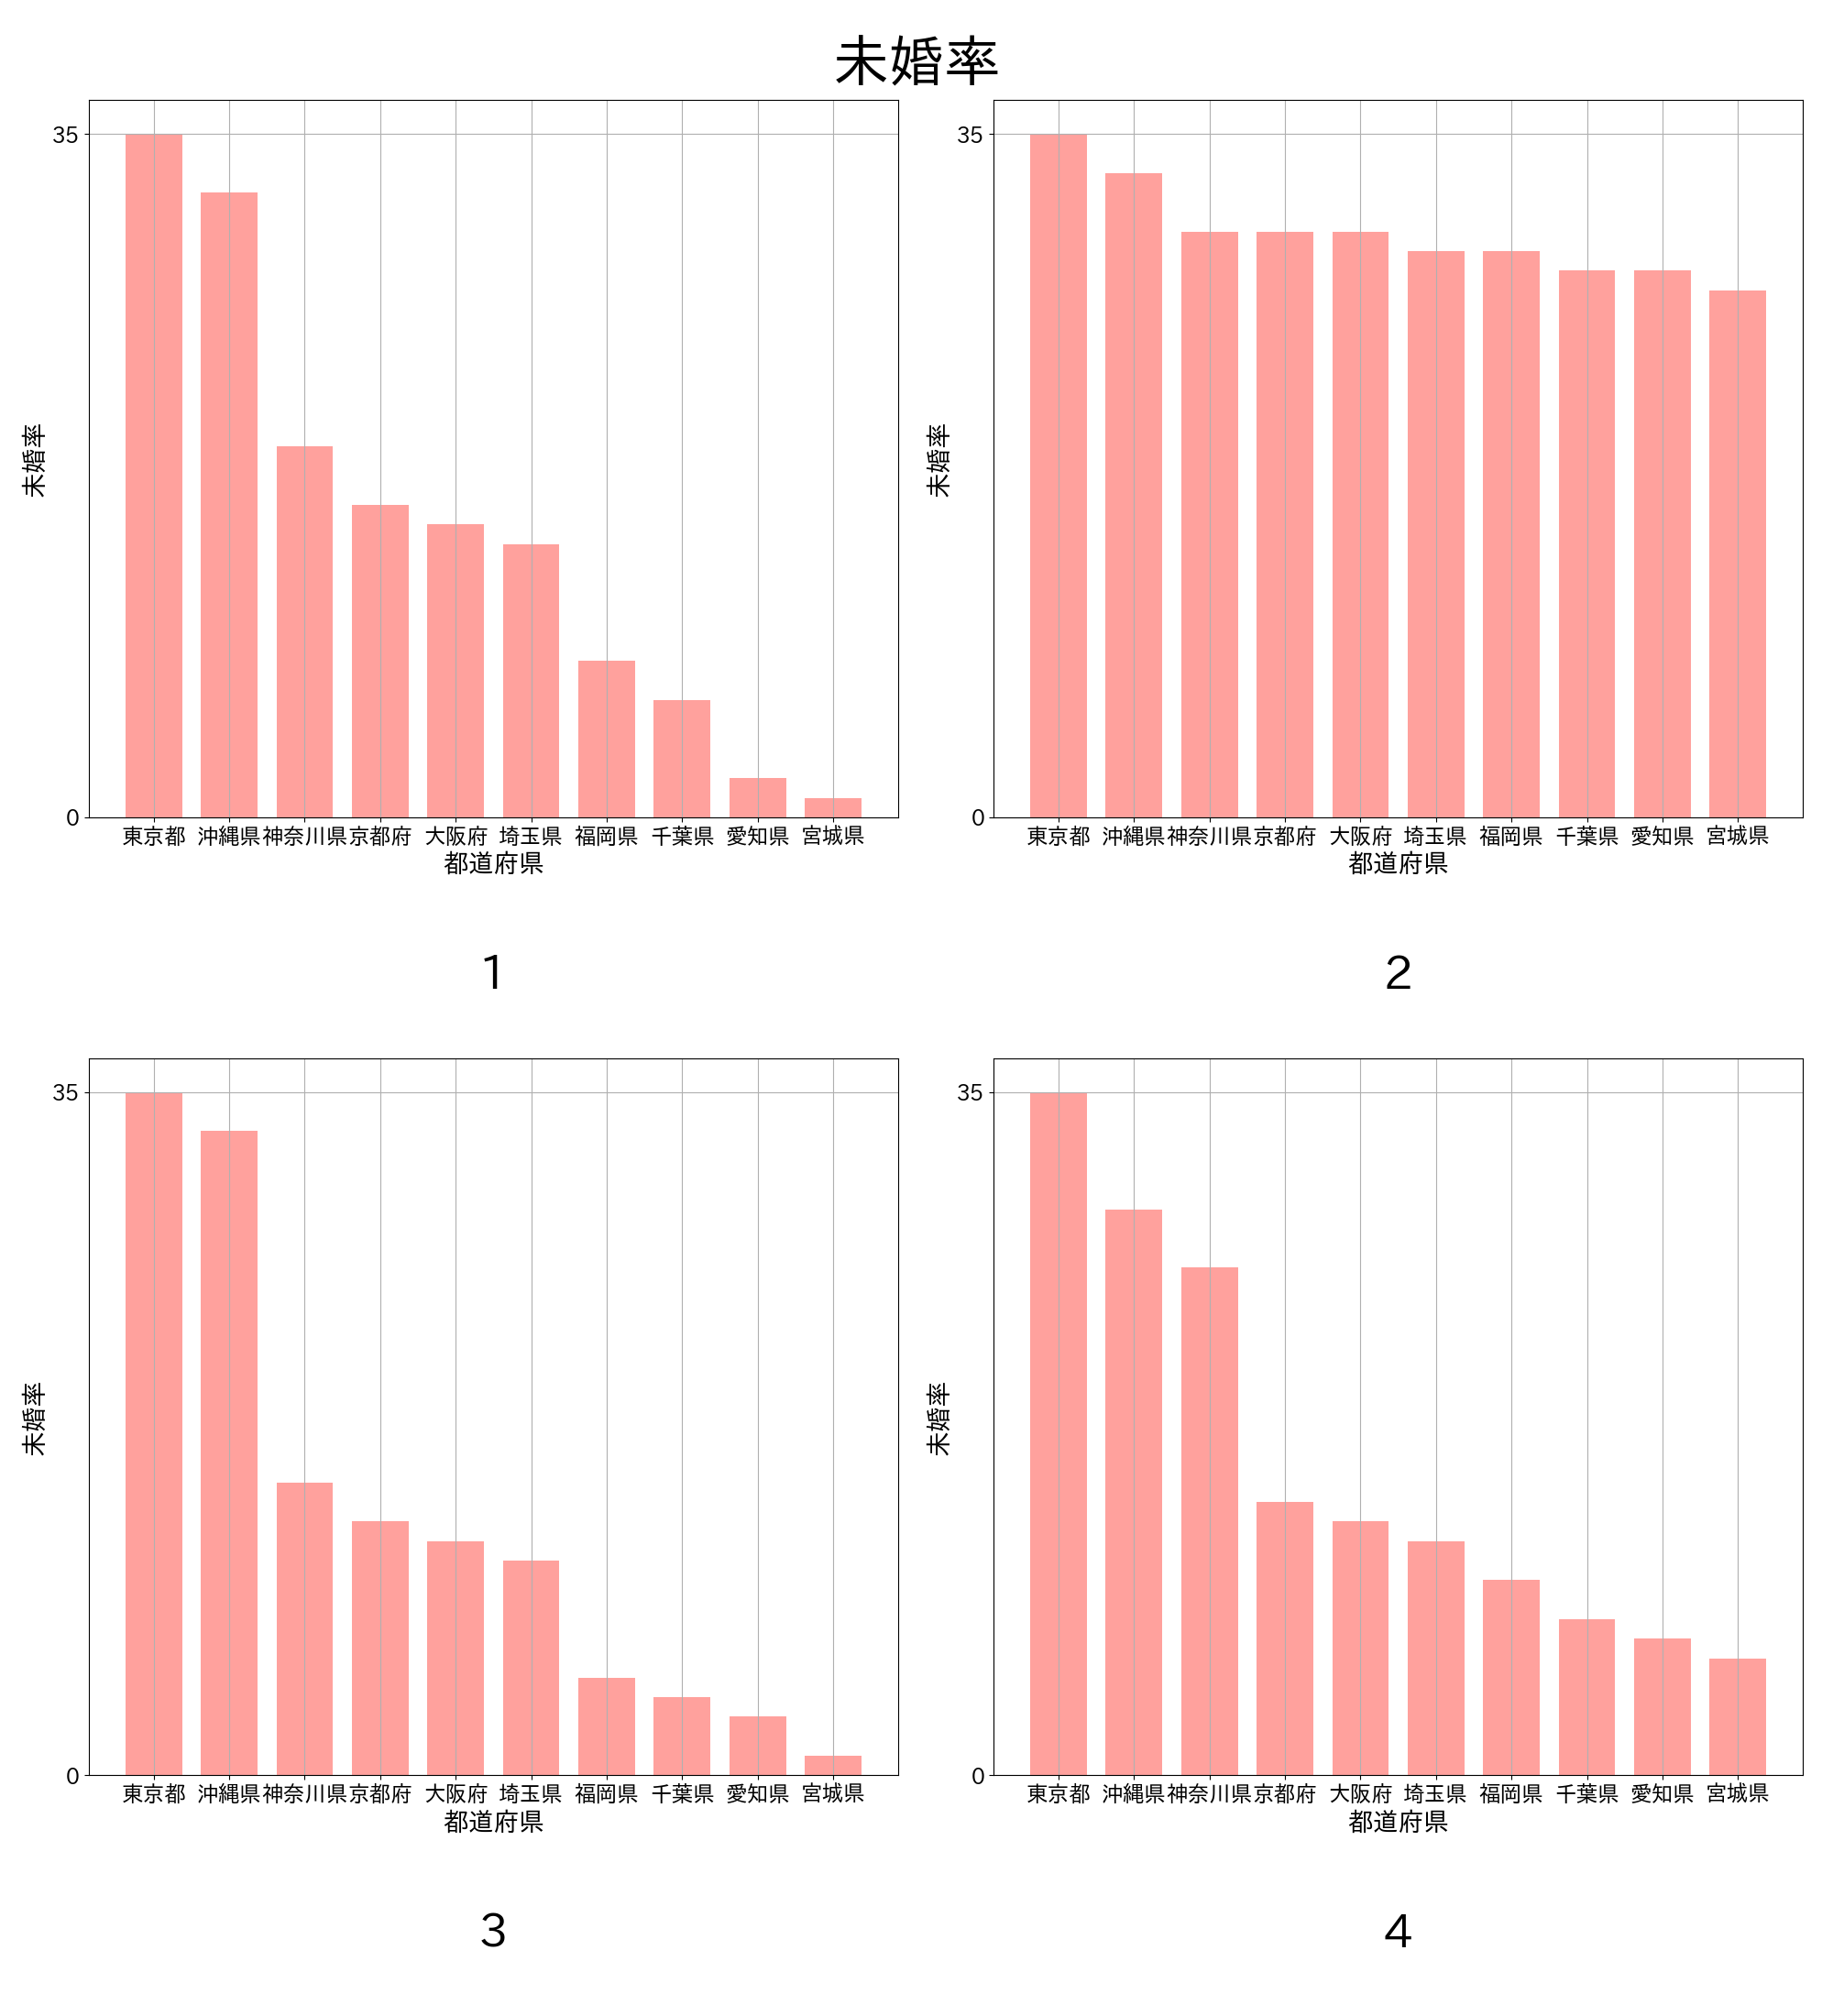 未婚率
35
0
未婚率
東京都 沖縄県 神奈川県 京都府 大阪府 埼玉県 福岡県 千葉県 愛知県 宮城県
都道府県
1
35
0
未婚率
東京都 沖縄県 神奈川県 京都府 大阪府 埼玉県 福岡県 千葉県 愛知県 宮城県
都道府県
2
35
0
未婚率
東京都 沖縄県 神奈川県 京都府 大阪府 埼玉県 福岡県 千葉県 愛知県 宮城県
都道府県
3
35
0
未婚率
東京都 沖縄県 神奈川県 京都府 大阪府 埼玉県 福岡県 千葉県 愛知県 宮城県
都道府県
4